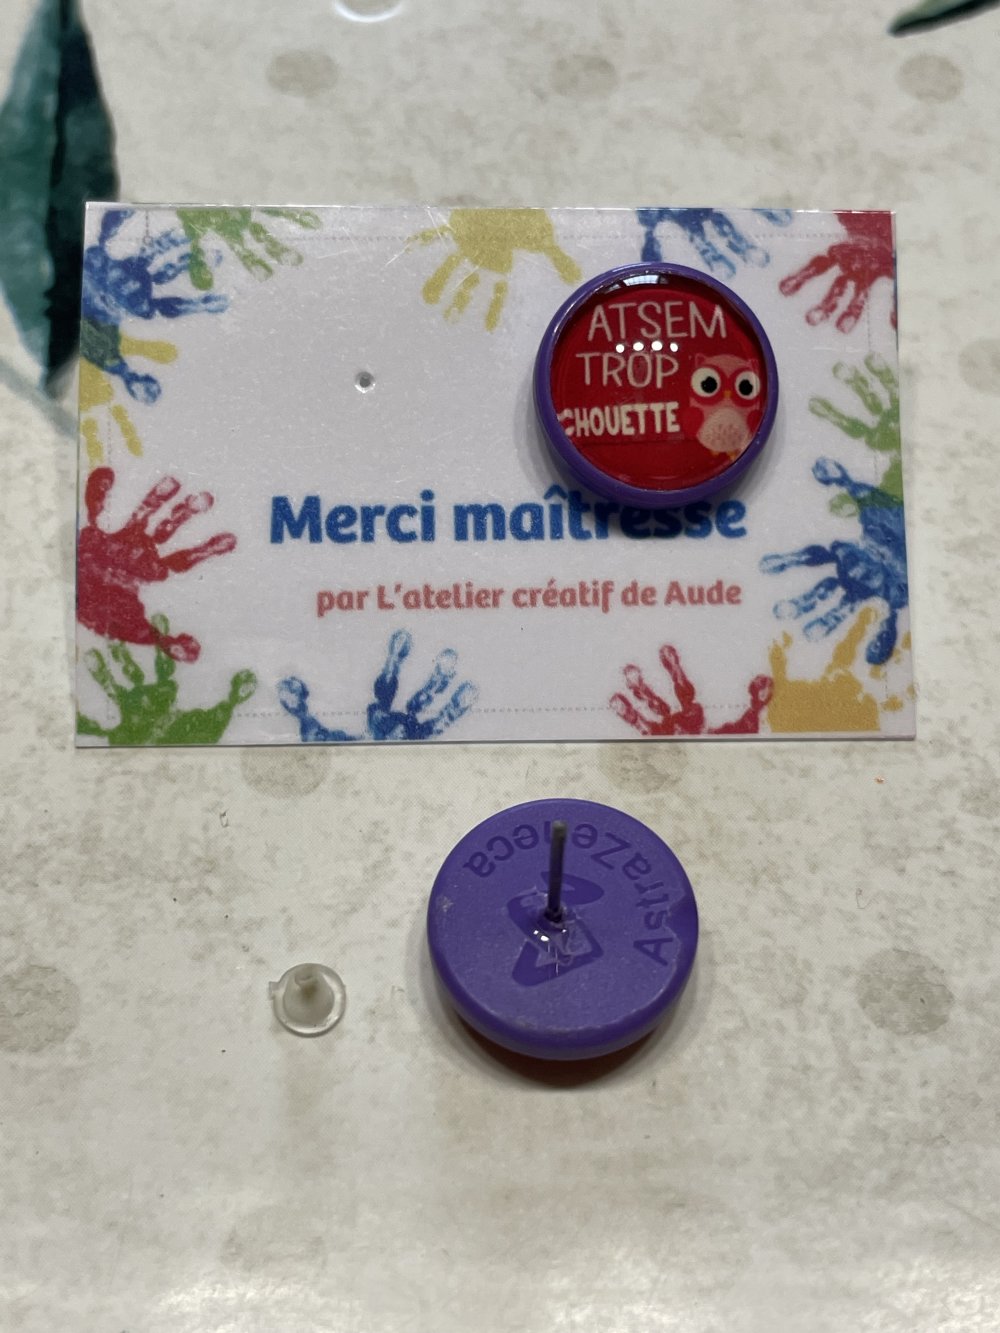 ATSEM
TROP
CHOUETTE
Merci maîtresse
par L'atelier créatif de Aude
AstraZeneca